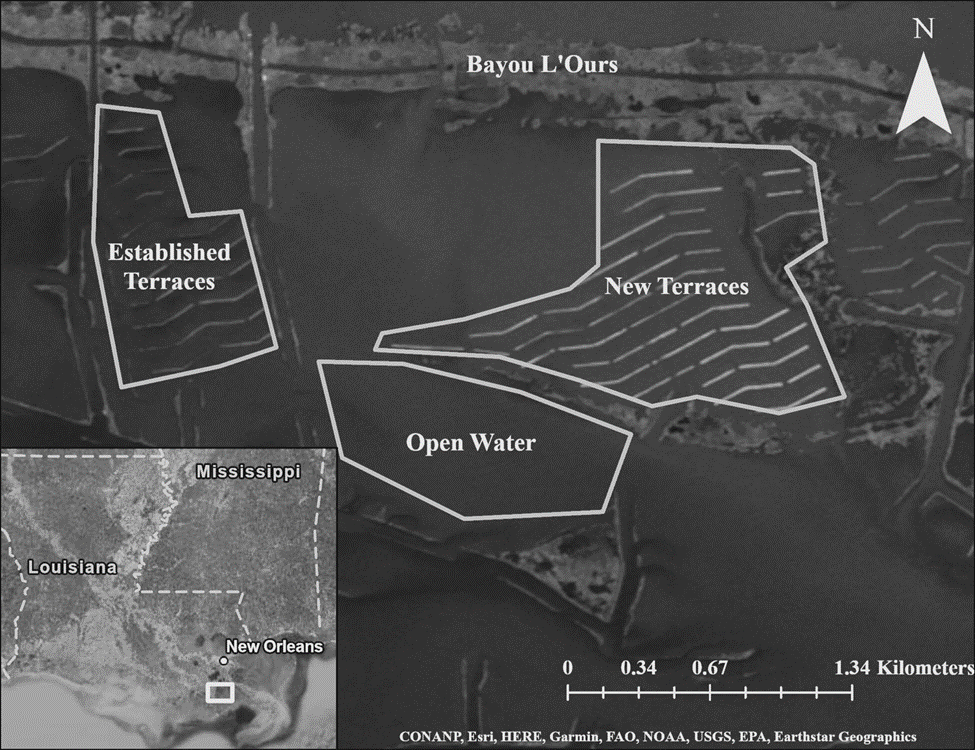 N
Bayou L'Ours
Established
Terraces
New Terraces
Open Water
Mississippi
Louisiana
New Orleans
0 0.34 0.67 1.34 Kilometers
CONANP, Esri, HERE, Garmin, FAO, NOAA, USGS, EPA, Earthstar Geographics